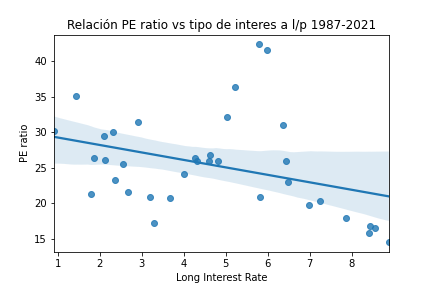 Relación PE ratio vs tipo de interes a l/p 1987-2021
PE ratio
40
35
30
25
20
15
1 2 3 4 5 6 7 8
Long Interest Rate